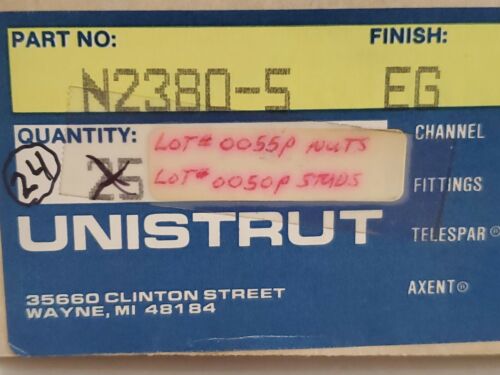 PART NO: FINISH:
N2380-5 EG
QUANTITY: LOT# 0055P NUTS CHANNEL
24 25 LOT# 0050P STUDS FITTINGS
UNISTRUT TELESPAR®
35660 CLINTON STREET AXENT®
WAYNE, MI 48184